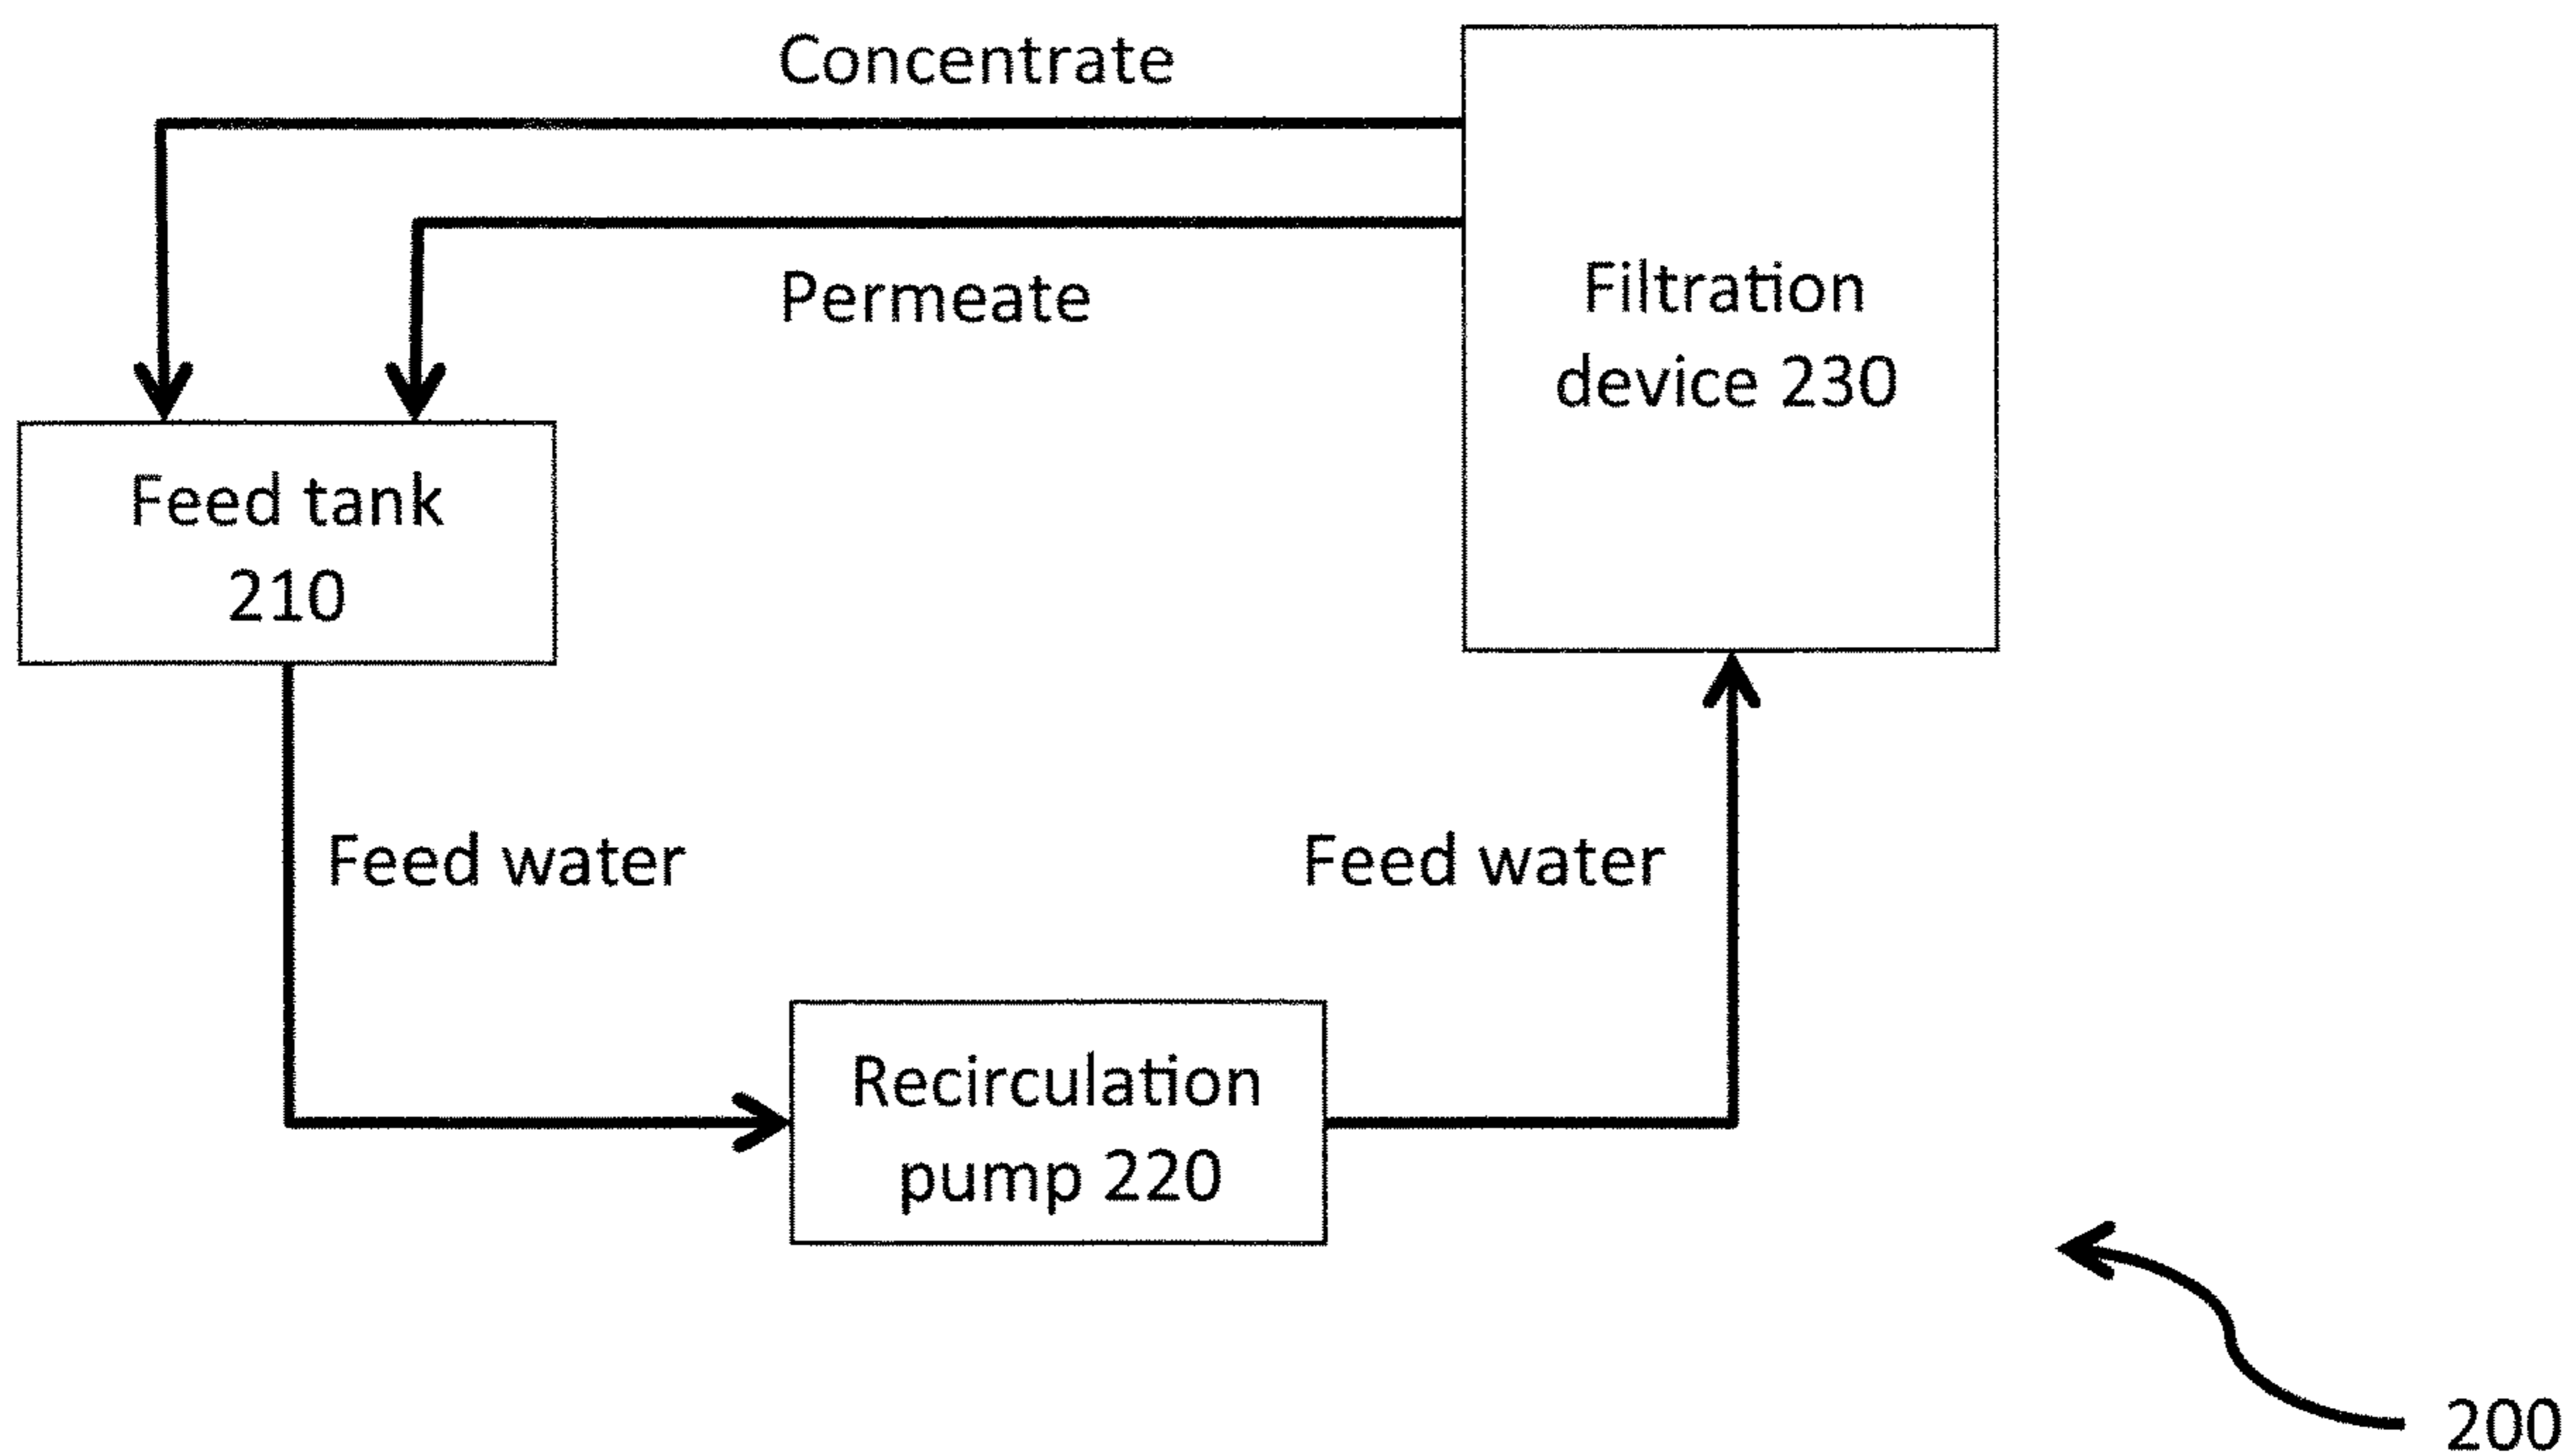 Concentrate
Permeate
Filtration
device 230
Feed tank
210
Feed water
Feed water
Recirculation
pump 220
200